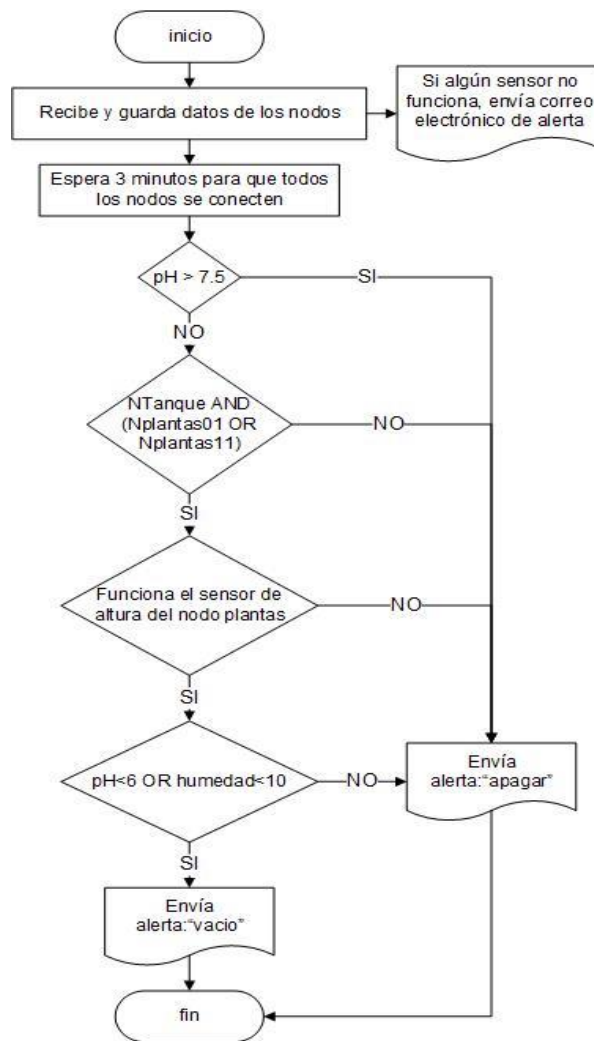 inicio
Recibe y guarda datos de los nodos
Si algún sensor no
funciona, envía correo
electrónico de alerta
Espera 3 minutos para que todos
los nodos se conecten
pH > 7.5
SI
NO
NTanque AND
(Nplantas01 OR
Nplantas11)
NO
SI
Funciona el sensor de
altura del nodo plantas
NO
SI
pH<6 OR humedad<10
NO
Envía
alerta:“apagar”
SI
Envía
alerta:“vacio”
fin